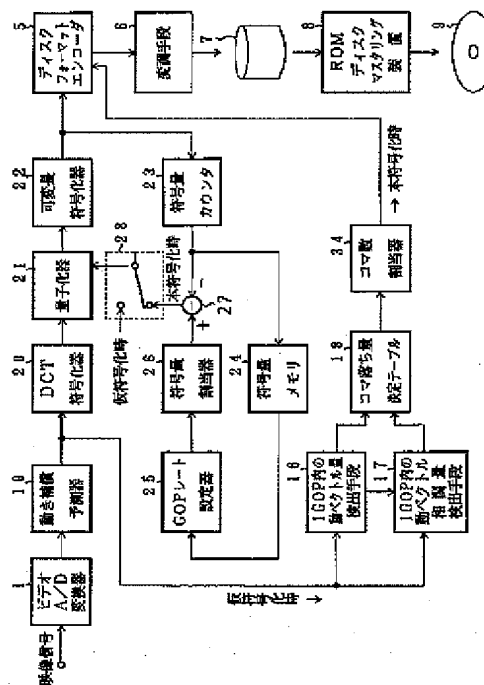 映像信号
1
ビデオ
A/D
変換器
19
動き補償
予測器
20
DCT
符号化器
21
量子化器
22
可変長
符号化器
5
ディスク
フォーマット
エンコーダ
6
変調手段
7
8
ROM
ディスク
マスタリング
装置
9
23
符号量
カウンタ
28
仮符号化時
本符号化時
+
-
27
26
符号量
割当器
25
GOPレート
設定器
24
符号量
メモリ
仮符号化時
16
1GOP内の
動ベクトル量
検出手段
17
1GOP内の
動ベクトル
相関量
検出手段
18
コマ落ち量
決定テーブル
34
コマ数
割当器
本符号化時